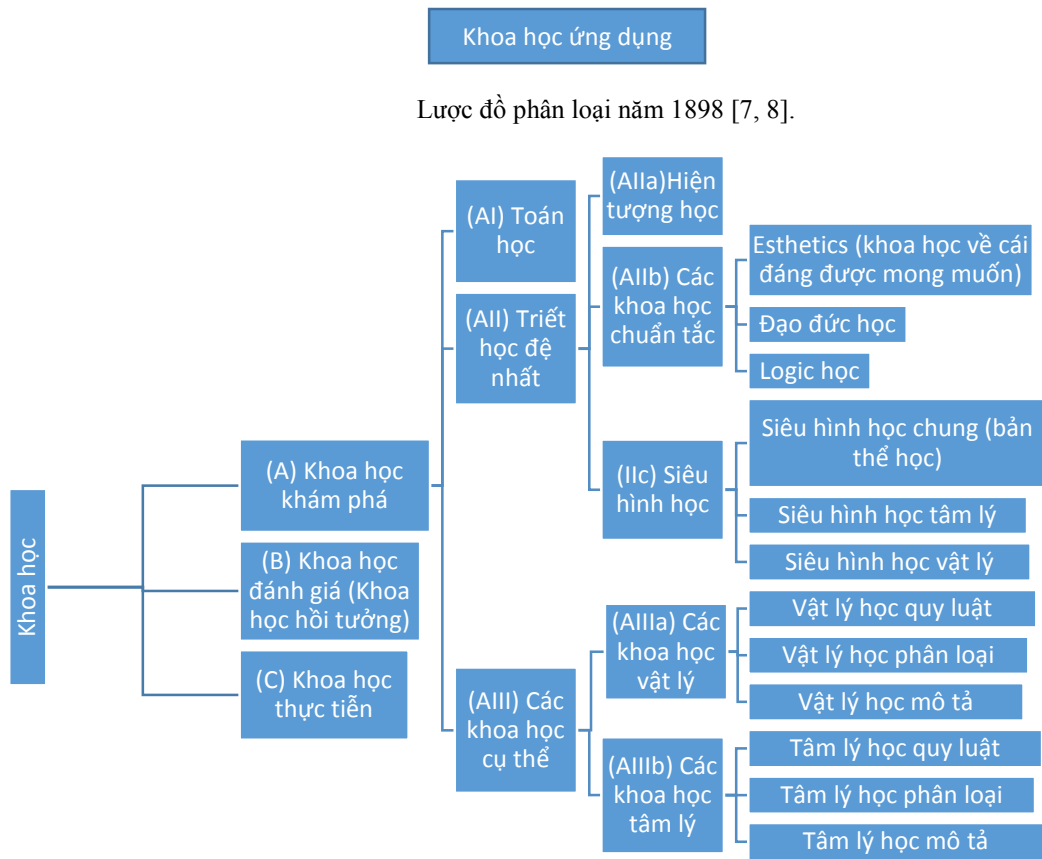 Khoa học ứng dụng
Lược đồ phân loại năm 1898 [7, 8].
Khoa học
(A) Khoa học
khám phá
(B) Khoa học
đánh giá (Khoa
học hồi tưởng)
(C) Khoa học
thực tiễn
(AI) Toán
học
(AII) Triết
học đệ
nhất
(AIII) Các
khoa học
cụ thể
(AIIa)Hiện
tượng học
(AIIb) Các
khoa học
chuẩn tắc
(IIc) Siêu
hình học
(AIIIa) Các
khoa học
vật lý
(AIIIb) Các
khoa học
tâm lý
Esthetics (khoa học về cái
đáng được mong muốn)
Đạo đức học
Logic học
Siêu hình học chung (bản
thể học)
Siêu hình học tâm lý
Siêu hình học vật lý
Vật lý học quy luật
Vật lý học phân loại
Vật lý học mô tả
Tâm lý học quy luật
Tâm lý học phân loại
Tâm lý học mô tả